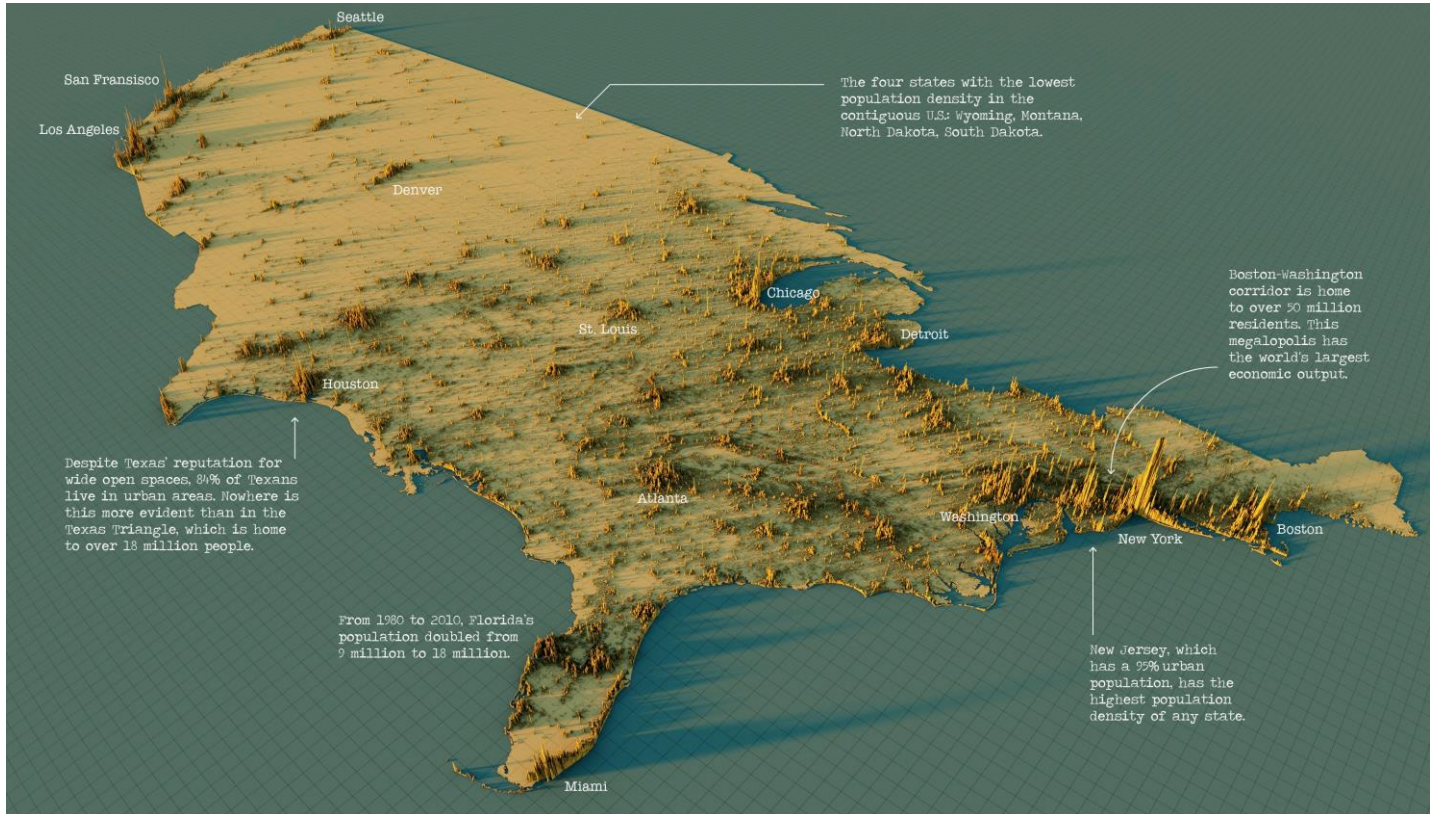 Seattle
San Fransisco
Los Angeles
The four states with the lowest
population density in the
contiguous U.S.: Wyoming, Montana,
North Dakota, South Dakota.
Denver
Chicago
St. Louis
Detroit
Boston-Washington
corridor is home
to over 50 million
residents. This
megalopolis has
the world's largest
economic output.
Houston
Despite Texas' reputation for
wide open spaces, 84% of Texans
live in urban areas. Nowhere is
this more evident than in the
Texas Triangle, which is home
to over 18 million people.
Atlanta
Washington
New York
Boston
From 1980 to 2010, Florida's
population doubled from
9 million to 18 million.
New Jersey, which
has a 95% urban
population, has the
highest population
density of any state.
Miami